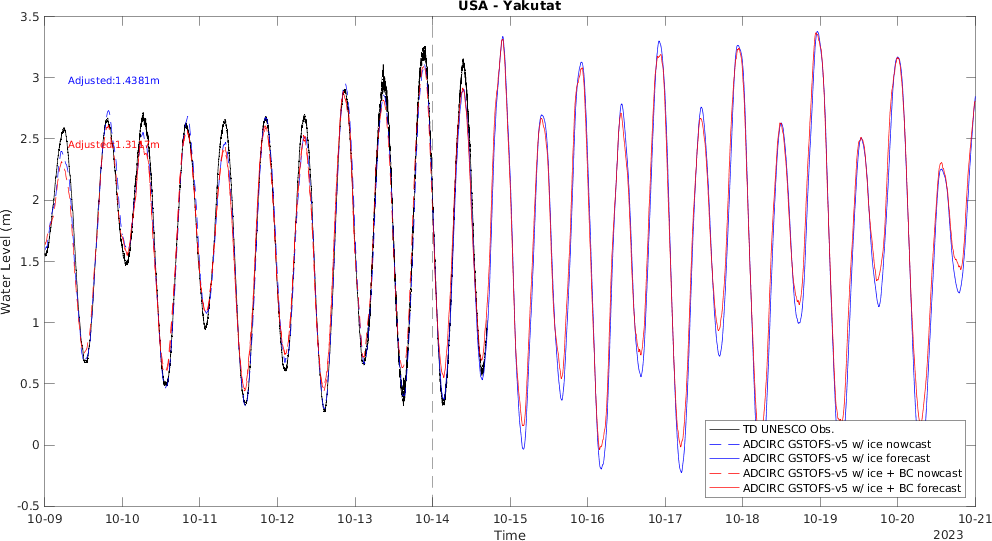 USA - Yakutat
3.5
3
2.5
2
1.5
1
0.5
0
-0.5
Water Level (m)
Adjusted:1.4381m
TD UNESCO Obs.
ADCIRC GSTOFS-v5 w/ ice nowcast
ADCIRC GSTOFS-v5 w/ ice forecast
ADCIRC GSTOFS-v5 w/ ice + BC nowcast
ADCIRC GSTOFS-v5 w/ ice + BC forecast
10-09 10-10 10-11 10-12 10-13 10-14 10-15 10-16 10-17 10-18 10-19 10-20 10-21
Time
2023